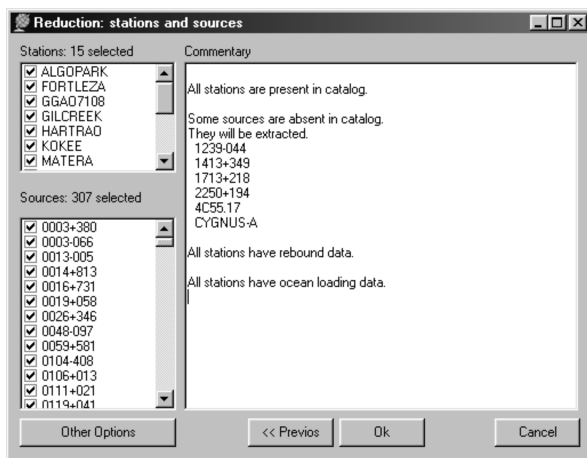 Reduction: stations and sources
Stations: 15 selected
ALGOPARK
FORTLEZA
GGAO7108
GILCREEK
HARTRAO
KOKEE
MATERA
Sources: 307 selected
0003+380
0003-066
0013-005
0014+813
0016+731
0019+058
0026+346
0048-097
0059+581
0104-408
0106+013
0111+021
0119+041
Commentary
All stations are present in catalog.
Some sources are absent in catalog.
They will be extracted.
1239-044
1413+349
1713+218
2250+194
4C55.17
CYGNUS-A
All stations have rebound data.
All stations have ocean loading data.
Other Options
<< Previos
Ok
Cancel